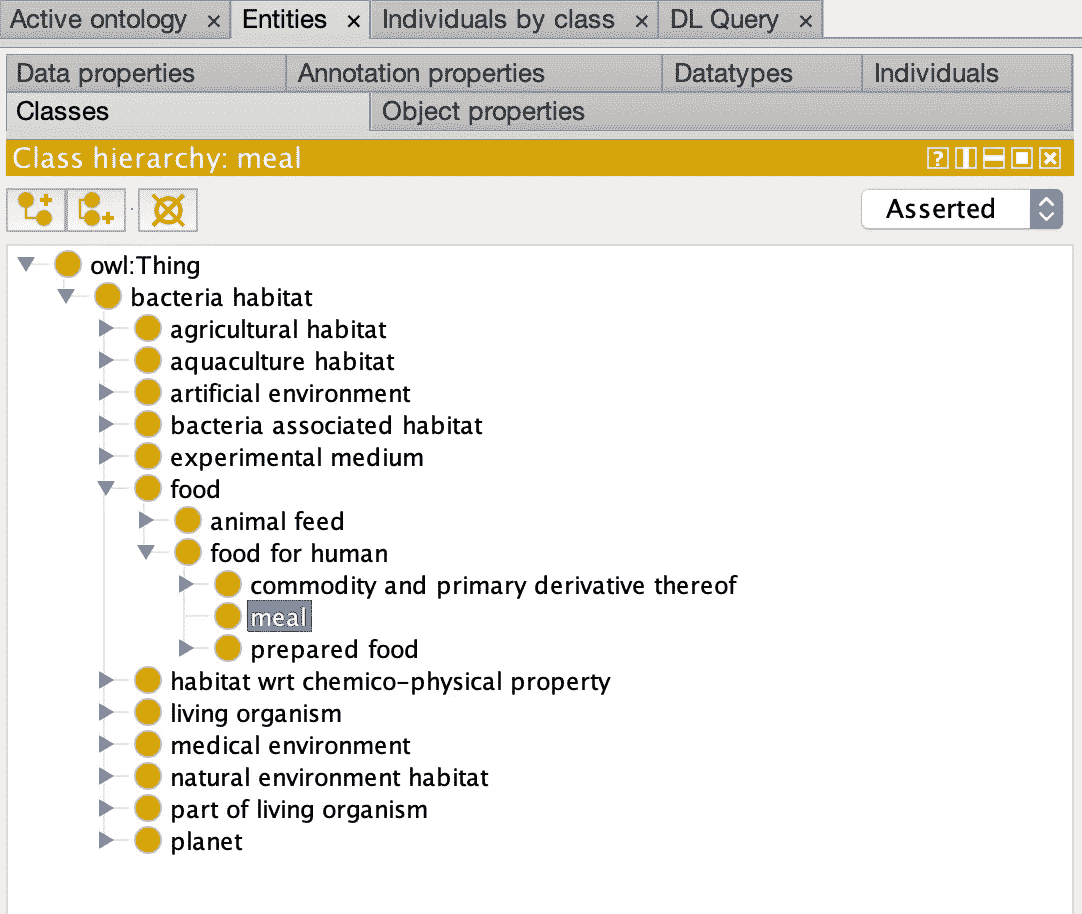 Active ontology × Entities × Individuals by class × DL Query ×
Data properties Annotation properties Datatypes Individuals
Classes Object properties
Class hierarchy: meal
Asserted
owl:Thing
bacteria habitat
agricultural habitat
aquaculture habitat
artificial environment
bacteria associated habitat
experimental medium
food
animal feed
food for human
commodity and primary derivative thereof
meal
prepared food
habitat wrt chemico-physical property
living organism
medical environment
natural environment habitat
part of living organism
planet